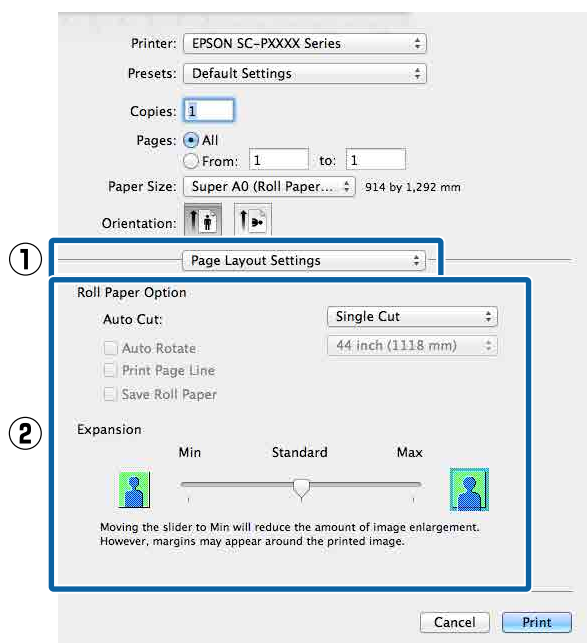 Printer: EPSON SC-PXXXX Series
Presets: Default Settings
Copies: 1
Pages: All
From: 1 to: 1
Paper Size: Super A0 (Roll Paper... 914 by 1,292 mm
Orientation:
① Page Layout Settings
Roll Paper Option
Auto Cut: Single Cut
Auto Rotate 44 inch (1118 mm)
Print Page Line
Save Roll Paper
②
Expansion
Min Standard Max
Moving the slider to Min will reduce the amount of image enlargement.
However, margins may appear around the printed image.
Cancel Print